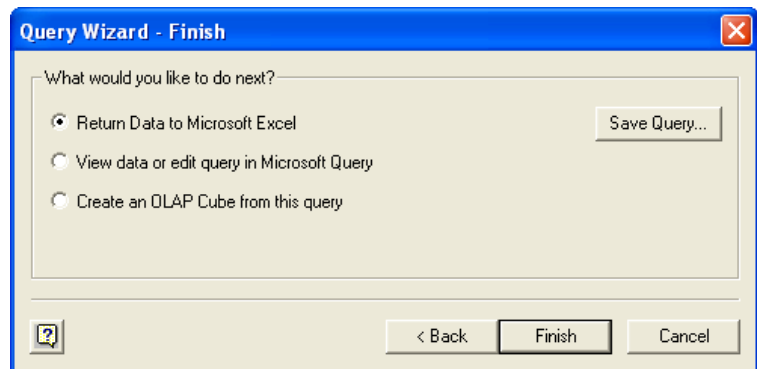 Query Wizard - Finish
What would you like to do next?
Return Data to Microsoft Excel
Save Query...
View data or edit query in Microsoft Query
Create an OLAP Cube from this query
?
< Back
Finish
Cancel